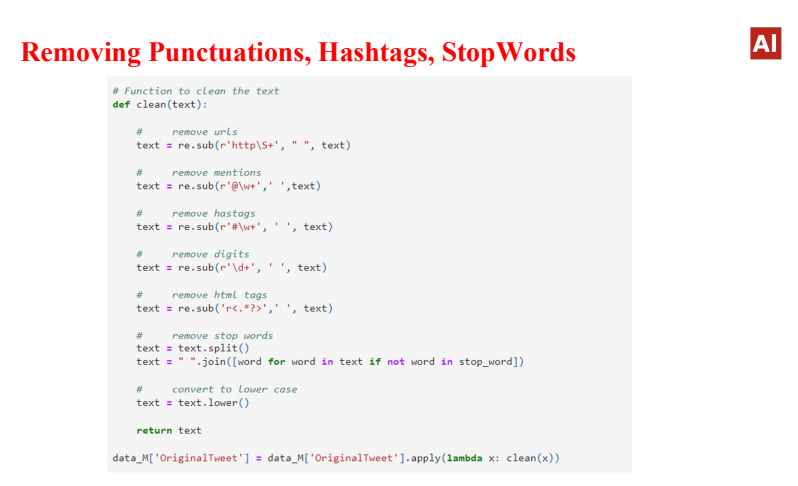 Removing Punctuations, Hashtags, StopWords
AI
# Function to clean the text
def clean(text):
#     remove urls
text = re.sub(r'http\S+', " ", text)
#     remove mentions
text = re.sub(r'@\w+',' ',text)
#     remove hastags
text = re.sub(r'#\w+', ' ', text)
#     remove digits
text = re.sub(r'\d+', ' ', text)
#     remove html tags
text = re.sub('r<.*?>',' ', text)
#     remove stop words
text = text.split()
text = " ".join([word for word in text if not word in stop_word])
#     convert to lower case
text = text.lower()
return text
data_M['OriginalTweet'] = data_M['OriginalTweet'].apply(lambda x: clean(x))